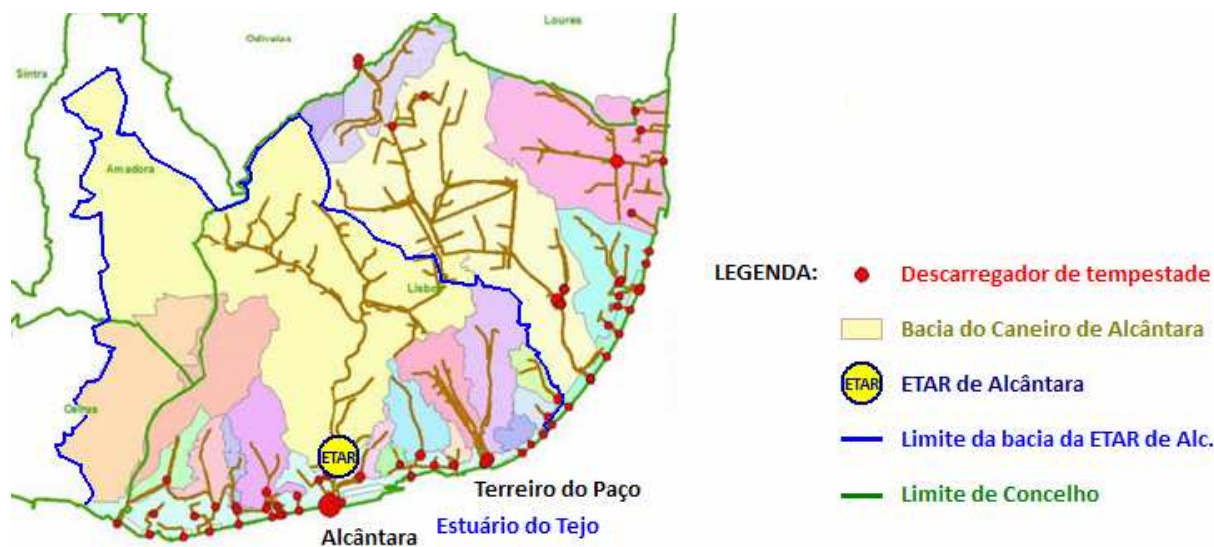 Loures
Odivelas
Sintra
Amadora
Lisboa
Oeiras
ETAR
Terreiro do Paço
Estuário do Tejo
Alcântara
LEGENDA:
Descarregador de tempestade
Bacia do Caneiro de Alcântara
ETAR
ETAR de Alcântara
Limite da bacia da ETAR de Alc.
Limite de Concelho